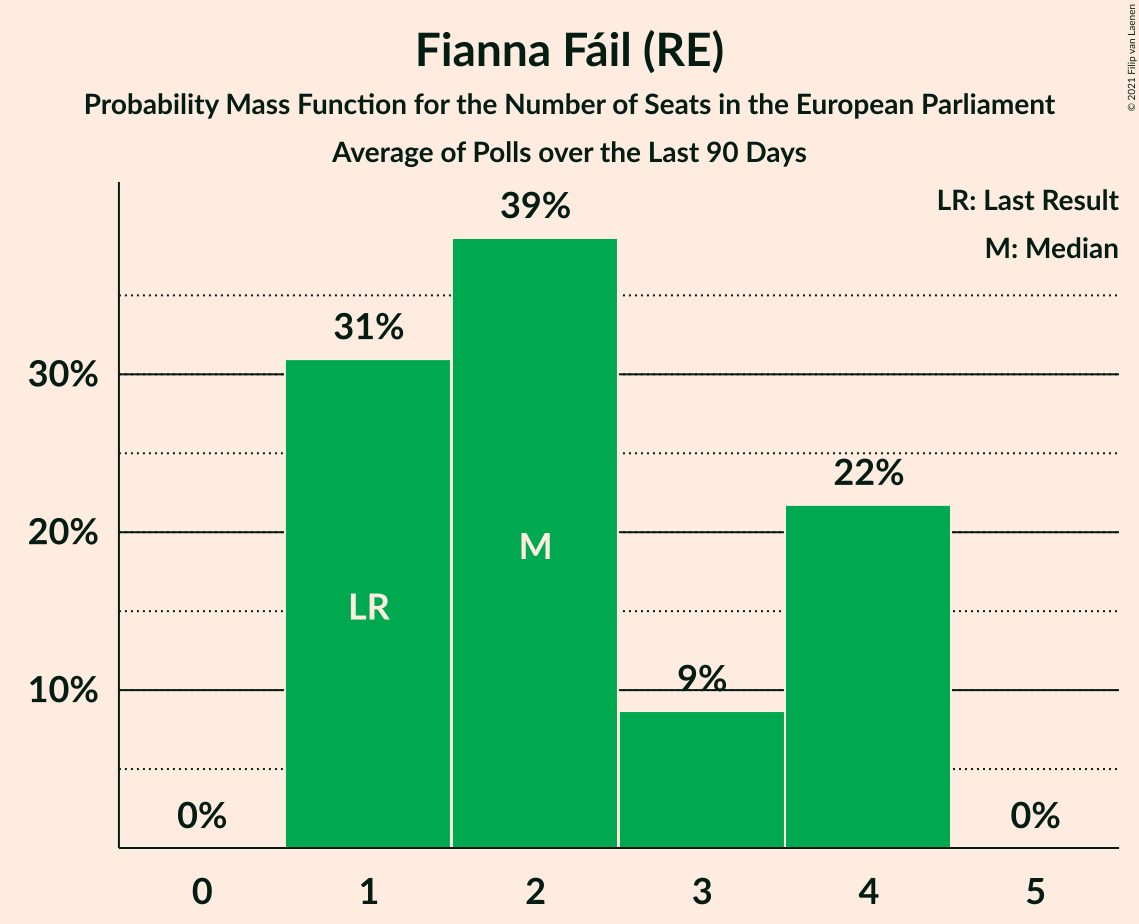 Fianna Fáil (RE)
Probability Mass Function for the Number of Seats in the European Parliament
Average of Polls over the Last 90 Days
© 2021 Filip van Laenen
LR: Last Result
M: Median
39%
31%
30%
22%
20%
M
LR
9%
10%
0%
0%
0 1 2 3 4 5